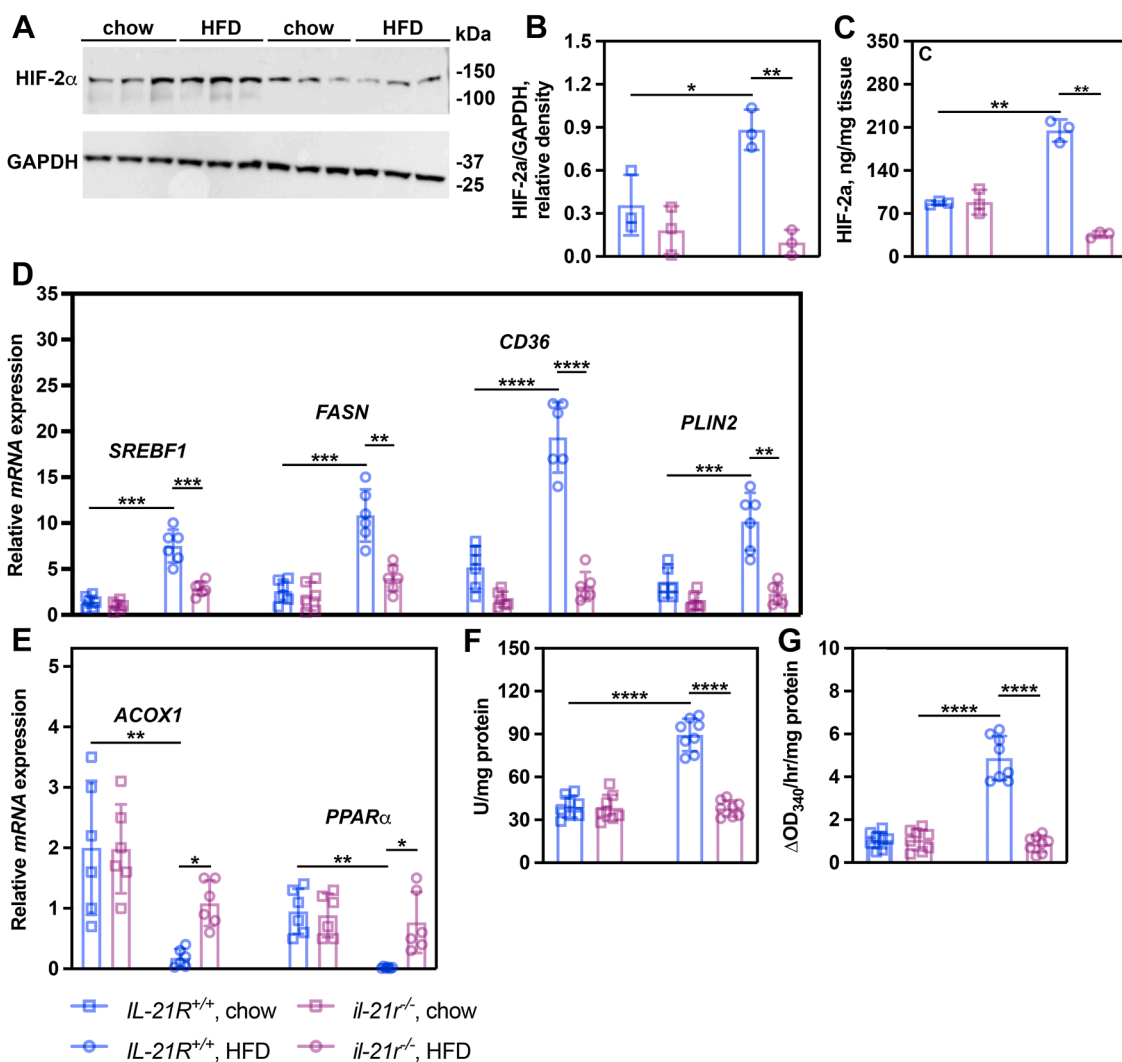 A
chow HFD chow HFD kDa
HIF-2α
-150
-100
GAPDH
-37
-25
B
HIF-2a/GAPDH,
relative density
1.5
1.2
0.9
0.6
0.3
0.0
*
**
C
C
HIF-2a, ng/mg tissue
350
280
210
140
70
0
**
**
D
Relative mRNA expression
35
30
25
20
15
10
5
0
SREBF1
***
***
FASN
***
**
CD36
****
****
PLIN2
***
**
E
Relative mRNA expression
5
4
3
2
1
0
ACOX1
**
*
PPARα
**
*
F
U/mg protein
150
120
90
60
30
0
****
****
G
ΔOD340/hr/mg protein
10
8
6
4
2
0
****
****
IL-21R+/+, chow
il-21r-/-, chow
IL-21R+/+, HFD
il-21r-/-, HFD